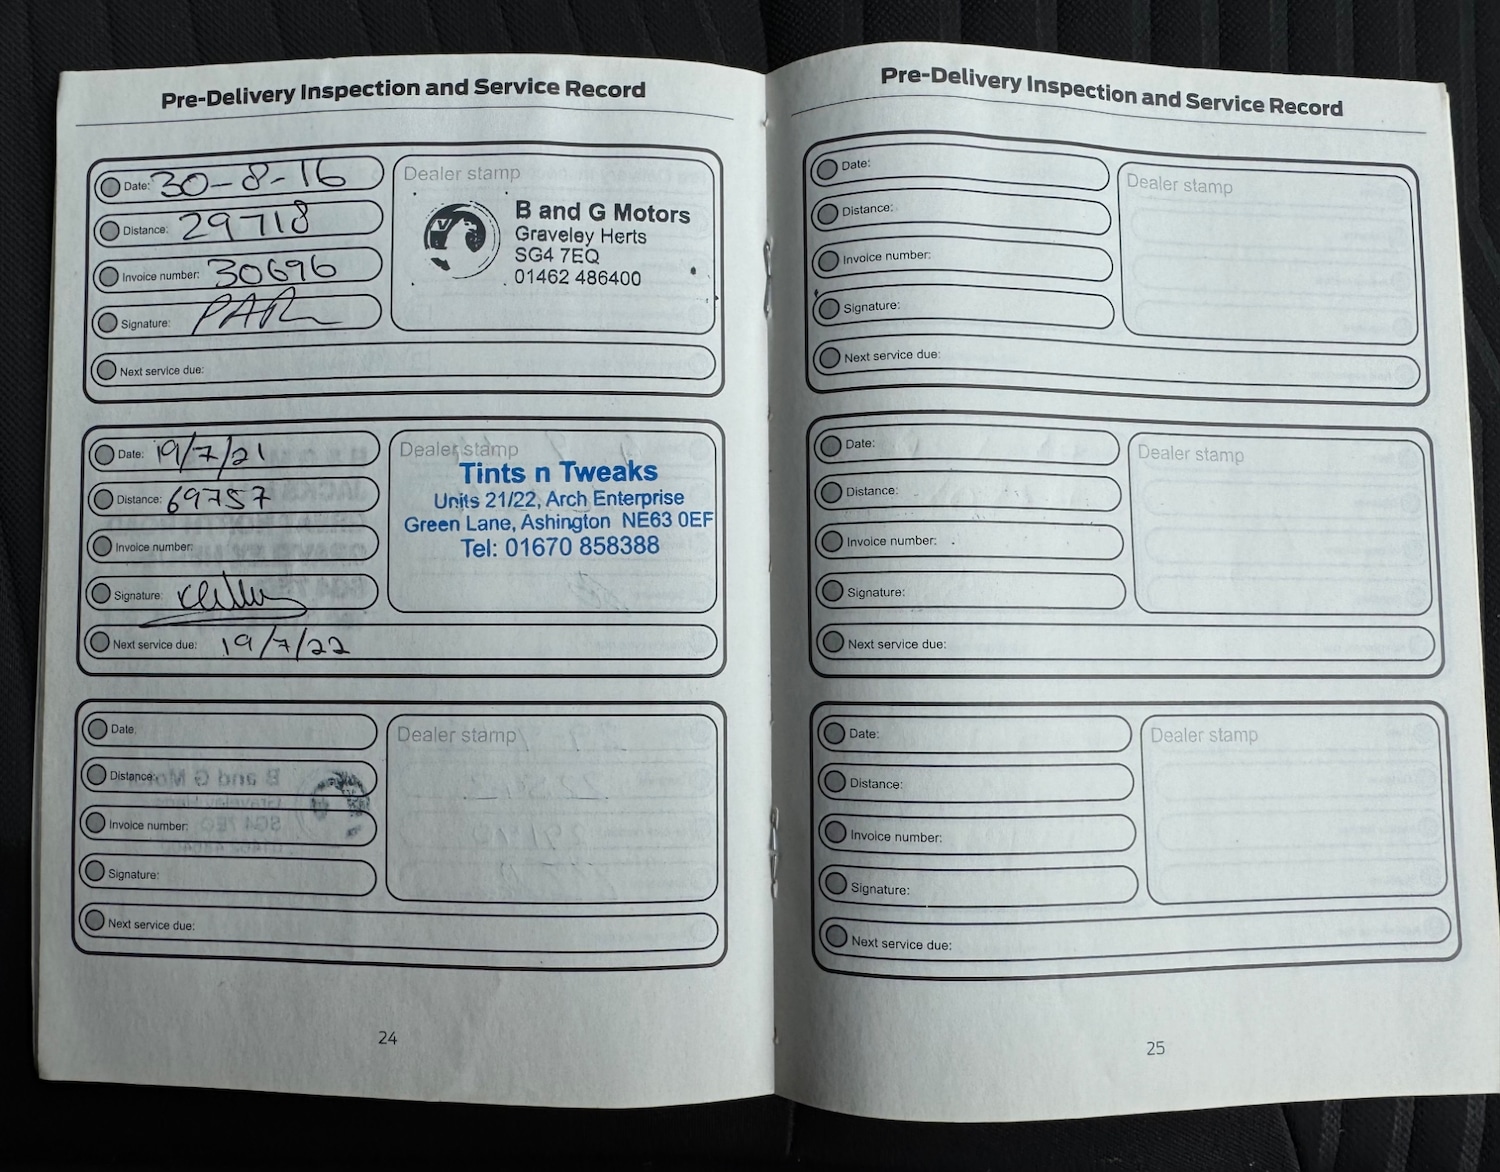 Pre-Delivery Inspection and Service Record
Date: 30-8-16
Distance: 29718
Invoice number: 30696
Signature:
Next service due:
Dealer stamp
B and G Motors
Graveley Herts
SG4 7EQ
01462 486400
Date: 19/7/21
Distance: 69757
Invoice number:
Signature:
Next service due: 19/7/22
Dealer stamp
Tints n Tweaks
Units 21/22, Arch Enterprise
Green Lane, Ashington NE63 0EF
Tel: 01670 858388
Date:
Distance:
Invoice number:
Signature:
Next service due:
Dealer stamp
24
Pre-Delivery Inspection and Service Record
Date:
Distance:
Invoice number:
Signature:
Next service due:
Dealer stamp
Date:
Distance:
Invoice number:
Signature:
Next service due:
Dealer stamp
Date:
Distance:
Invoice number:
Signature:
Next service due:
Dealer stamp
25